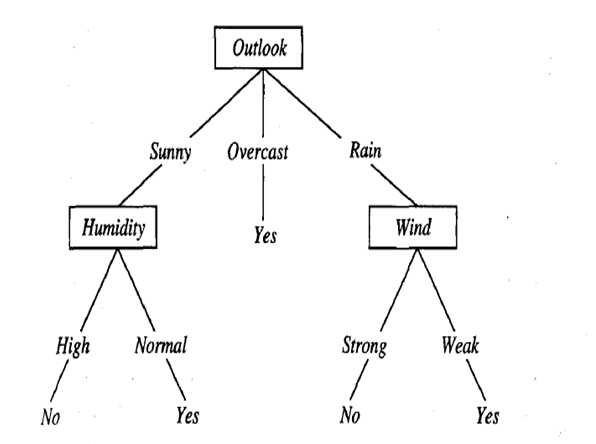 Outlook
Sunny Overcast Rain
Humidity Yes Wind
High Normal Strong Weak
No Yes No Yes